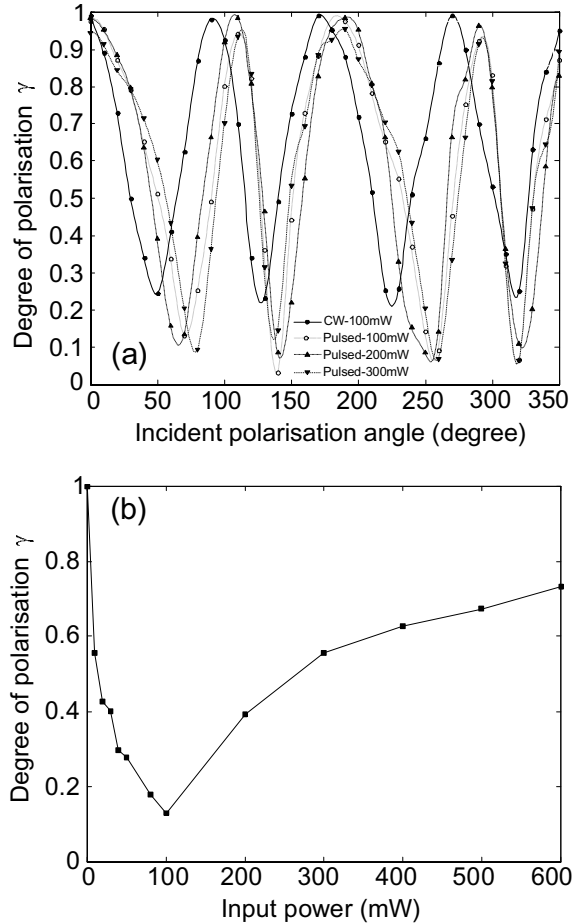 1
0.9
0.8
0.7
0.6
0.5
0.4
0.3
0.2
0.1
0
Degree of polarisation γ
(a)
CW-100mW
Pulsed-100mW
Pulsed-200mW
Pulsed-300mW
0 50 100 150 200 250 300 350
Incident polarisation angle (degree)
(b)
1
0.8
0.6
0.4
0.2
0
Degree of polarisation γ
0 100 200 300 400 500 600
Input power (mW)